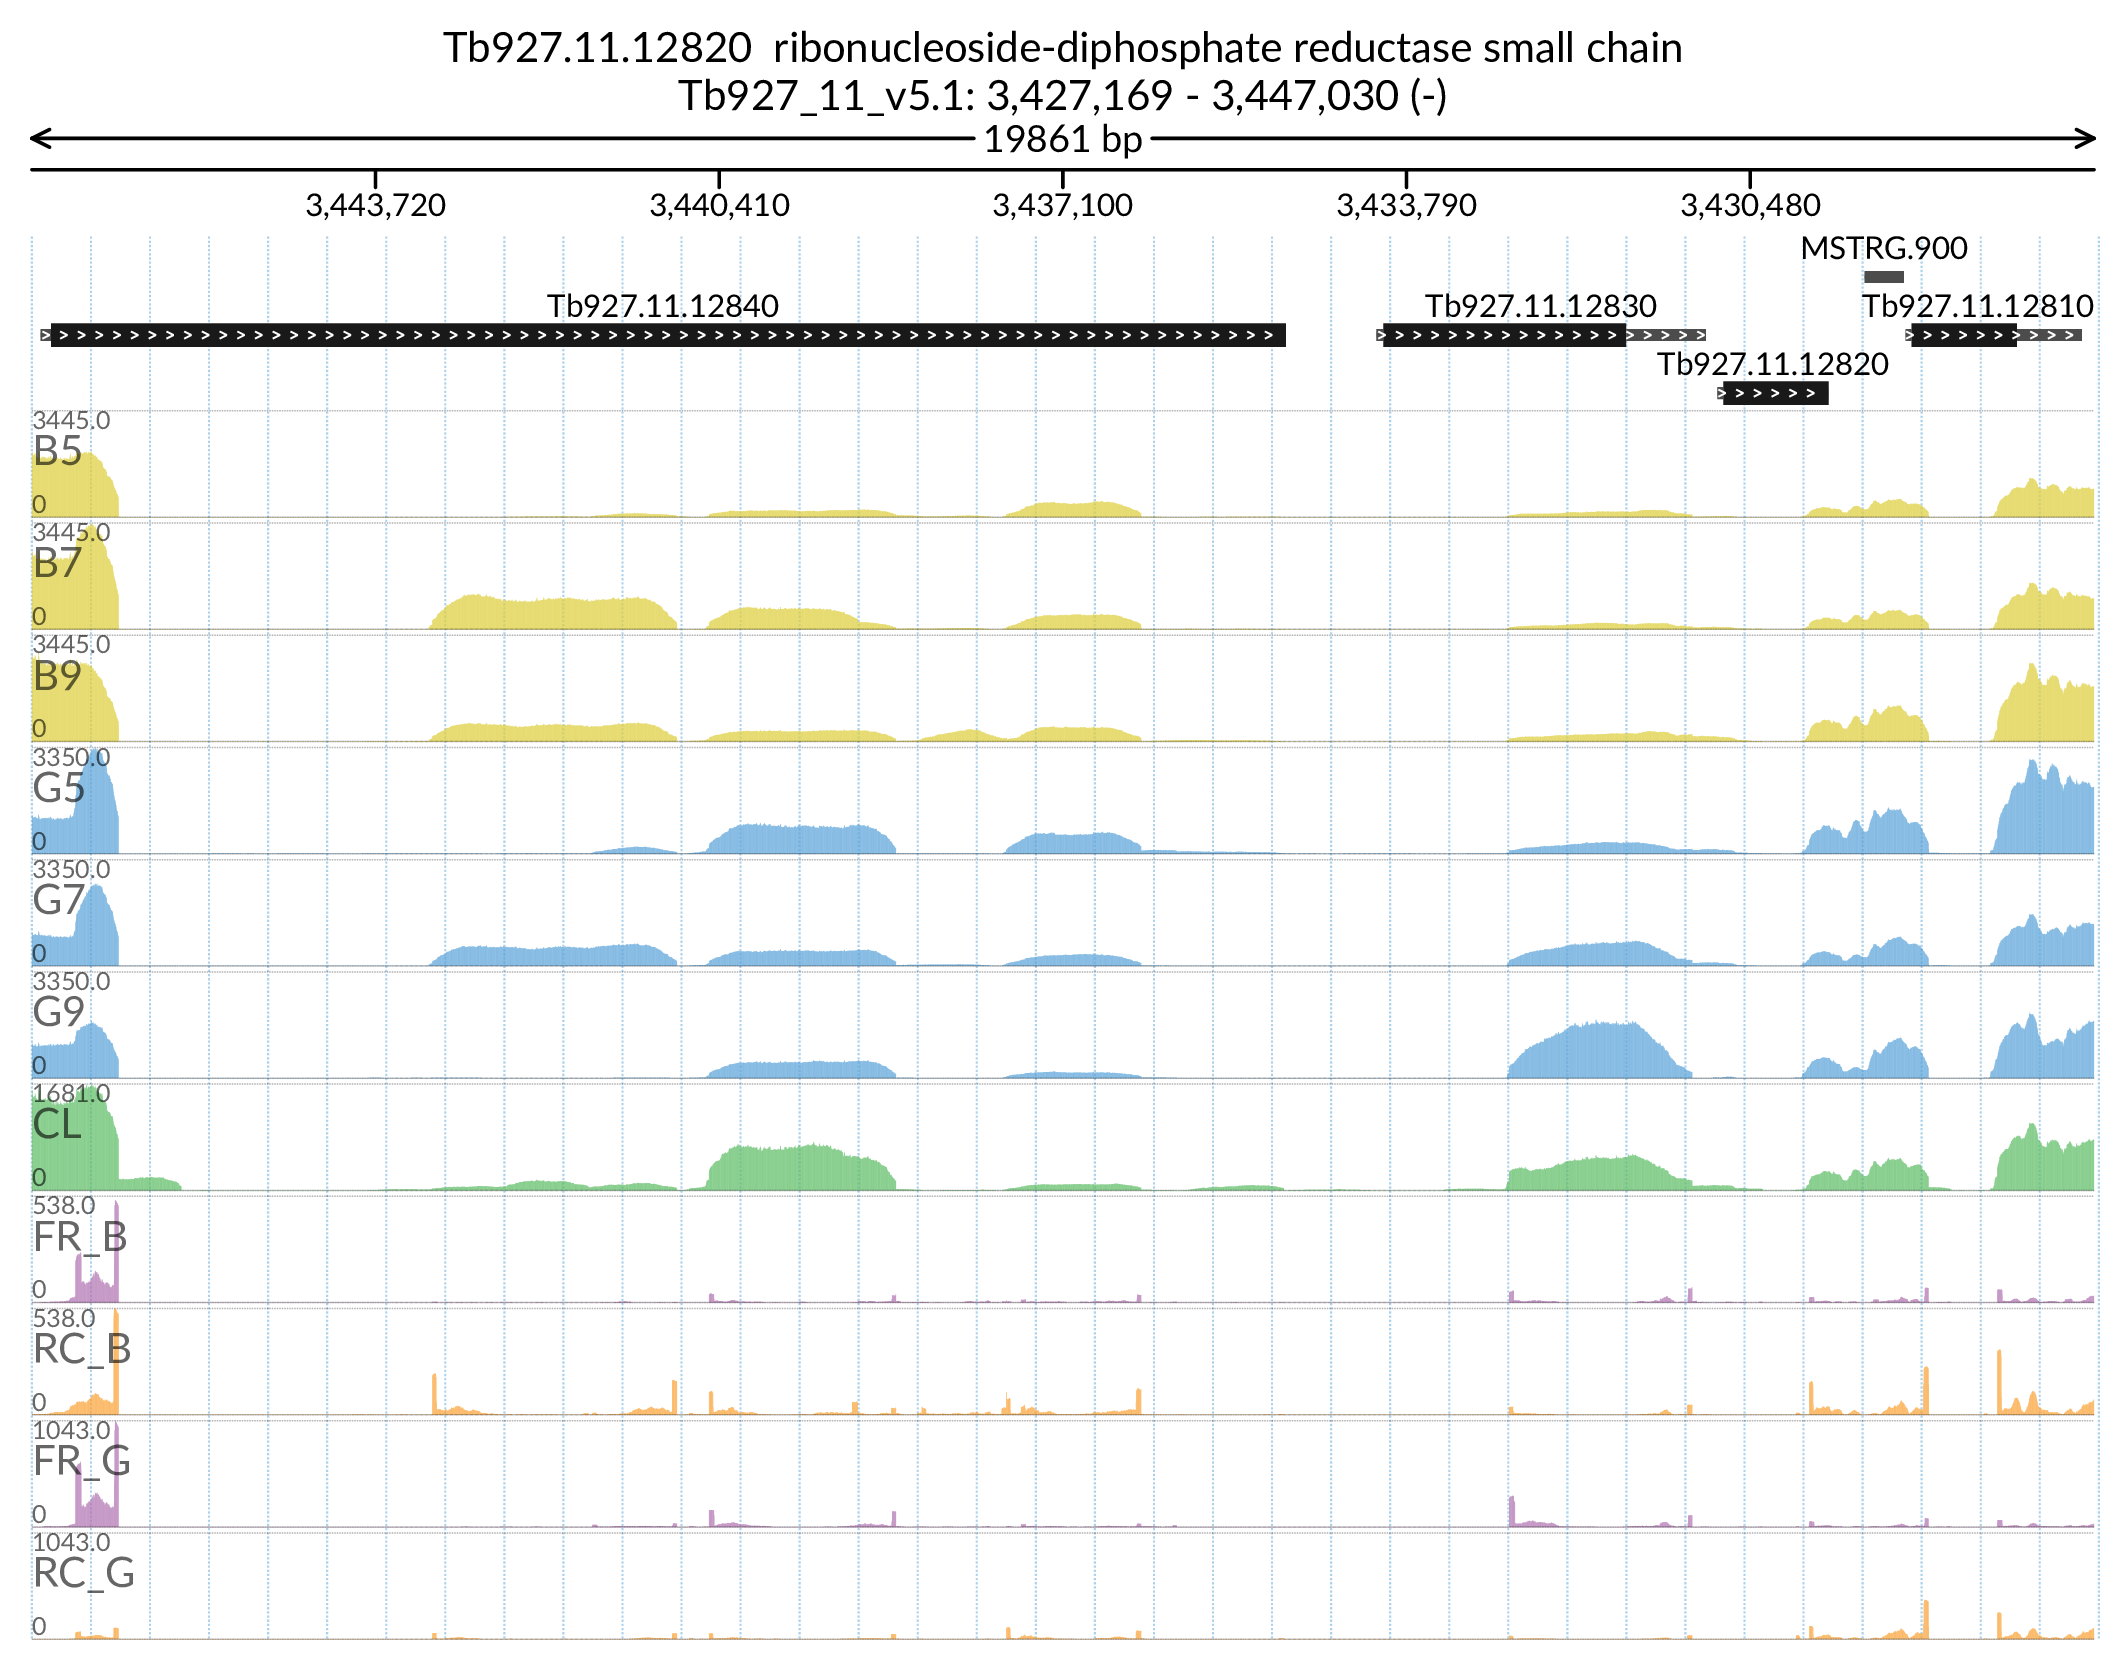 Tb927.11.12820  ribonucleoside-diphosphate reductase small chain
Tb927_11_v5.1: 3,427,169 - 3,447,030 (-)
19861 bp
3,443,720 3,440,410 3,437,100 3,433,790 3,430,480
MSTRG.900
Tb927.11.12840 Tb927.11.12830 Tb927.11.12810
Tb927.11.12820
3445.0
B5
0
3445.0
B7
0
3445.0
B9
0
3350.0
G5
0
3350.0
G7
0
3350.0
G9
0
1681.0
CL
0
538.0
FR_B
0
538.0
RC_B
0
1043.0
FR_G
0
1043.0
RC_G
0